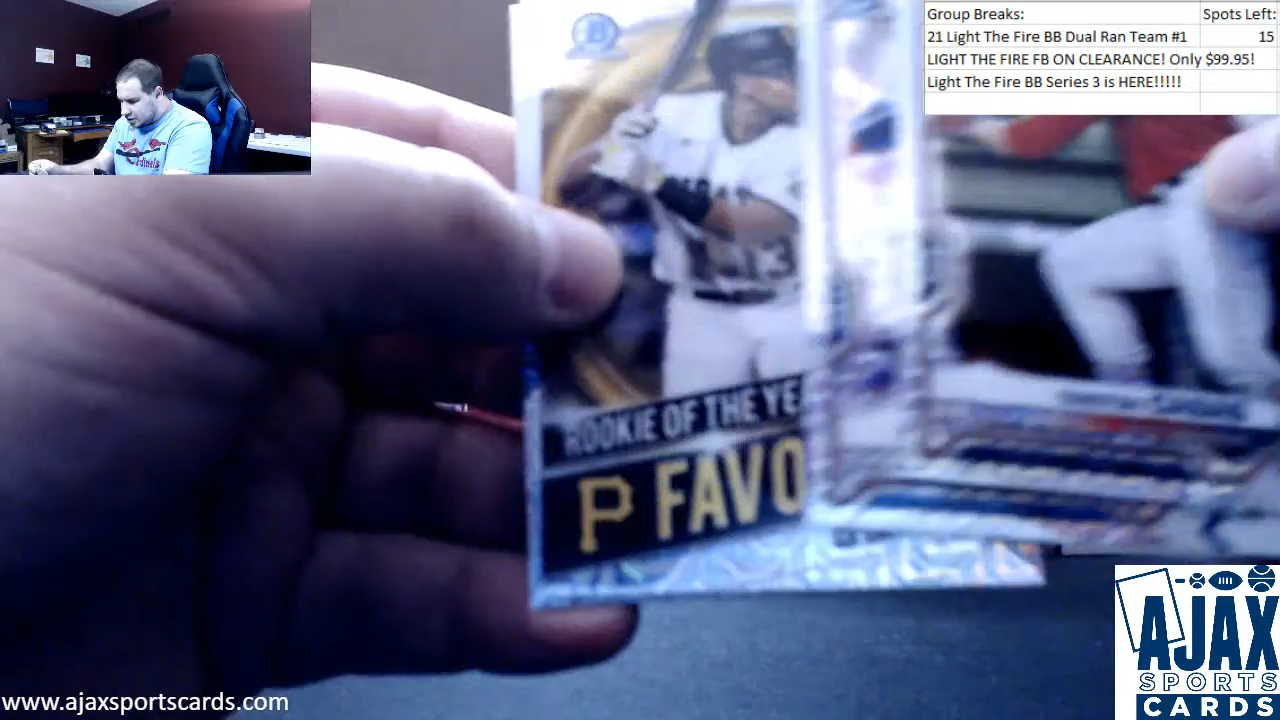 Group Breaks: Spots Left:
21 Light The Fire BB Dual Ran Team #1 15
LIGHT THE FIRE FB ON CLEARANCE! Only $99.95!
Light The Fire BB Series 3 is HERE!!!!!
B
13
ROOKIE OF THE YE
P FAVO
Cardinals
AJAX
SPORTS
CARDS
www.ajaxsportscards.com